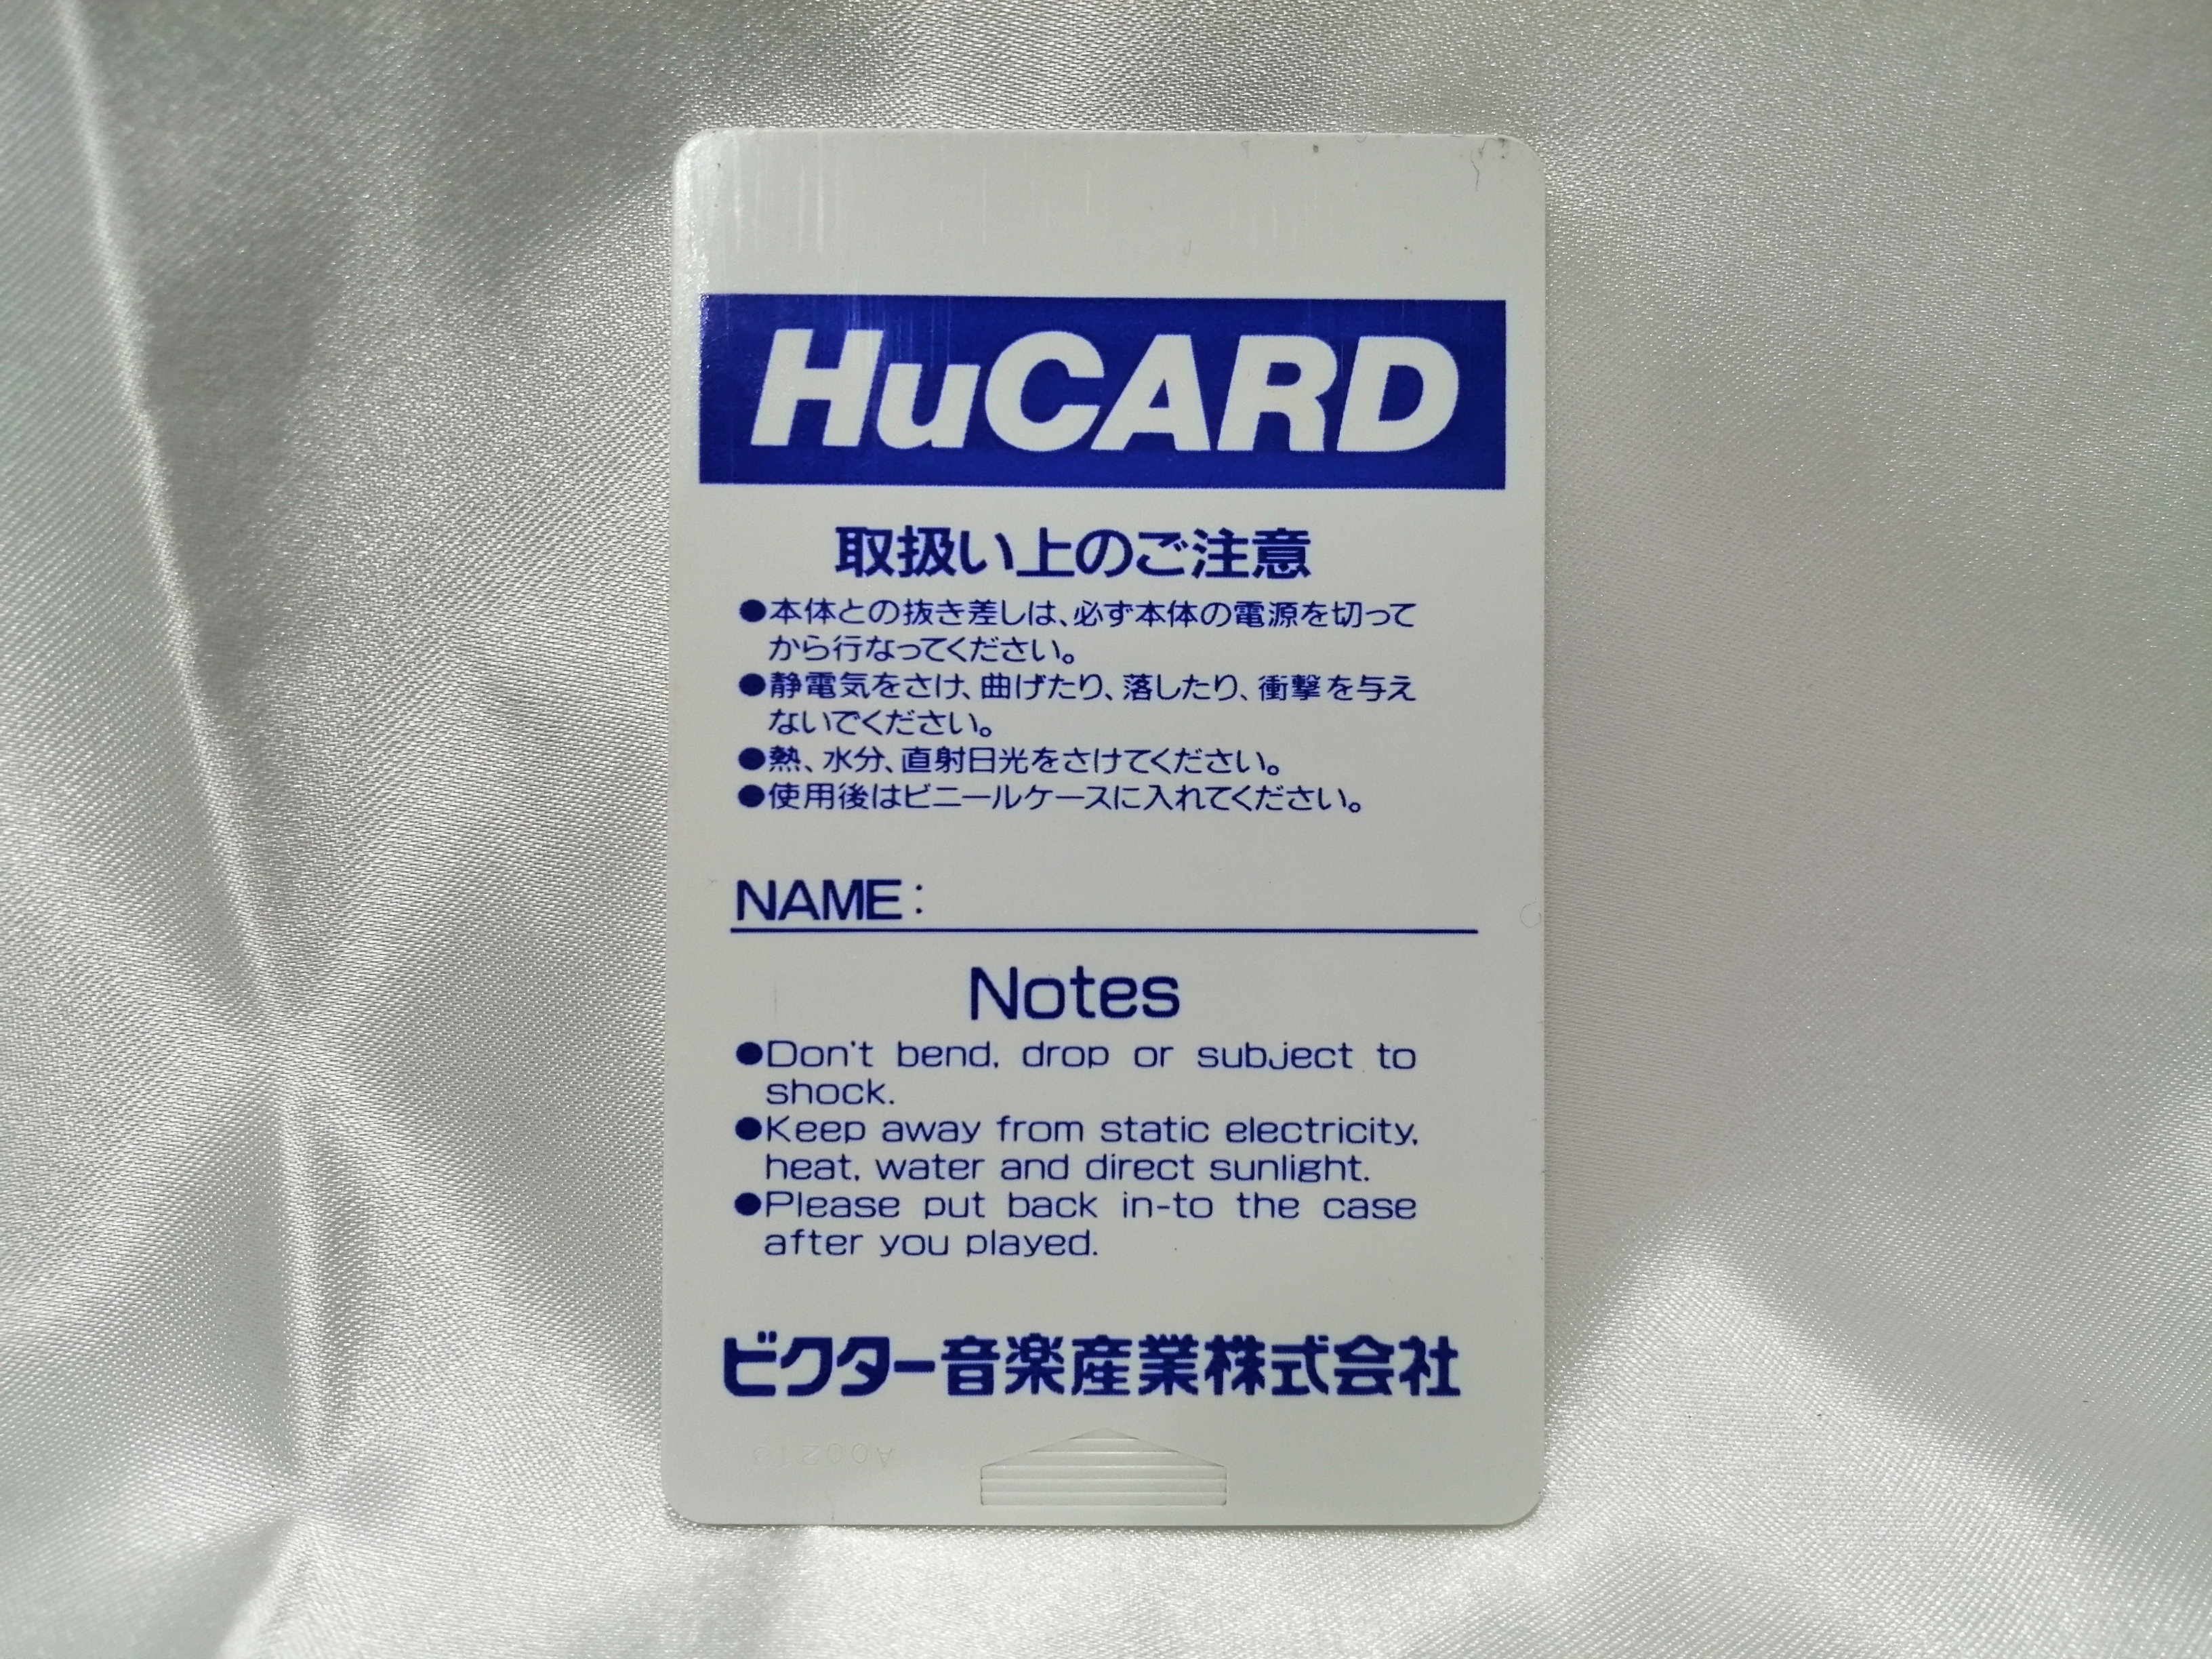 HuCARD
取扱い上のご注意
●本体との抜き差しは、必ず本体の電源を切って
から行なってください。
●静電気をさけ、曲げたり、落したり、衝撃を与え
ないでください。
●熱、水分、直射日光をさけてください。
●使用後はビニールケースに入れてください。
NAME:
Notes
●Don't bend, drop or subject to
shock.
●Keep away from static electricity,
heat, water and direct sunlight.
●Please put back in-to the case
after you played.
ビクター音楽産業株式会社